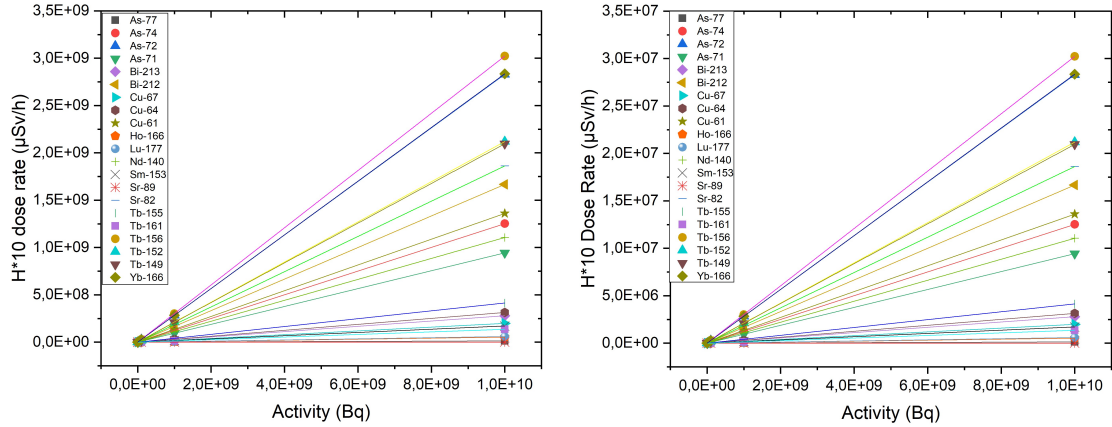 3,5E+09
3,0E+09
2,5E+09
2,0E+09
1,5E+09
1,0E+09
5,0E+08
0,0E+00
H*10 dose rate (µSv/h)
As-77
As-74
As-72
As-71
Bi-213
Bi-212
Cu-67
Cu-64
Cu-61
Ho-166
Lu-177
Nd-140
Sm-153
Sr-89
Sr-82
Tb-155
Tb-161
Tb-156
Tb-152
Tb-149
Yb-166
0,0E+00 2,0E+09 4,0E+09 6,0E+09 8,0E+09 1,0E+10
Activity (Bq)
3,5E+07
3,0E+07
2,5E+07
2,0E+07
1,5E+07
1,0E+07
5,0E+06
0,0E+00
H*10 Dose Rate (µSv/h)
As-77
As-74
As-72
As-71
Bi-213
Bi-212
Cu-67
Cu-64
Cu-61
Ho-166
Lu-177
Nd-140
Sm-153
Sr-89
Sr-82
Tb-155
Tb-161
Tb-156
Tb-152
Tb-149
Yb-166
0,0E+00 2,0E+09 4,0E+09 6,0E+09 8,0E+09 1,0E+10
Activity (Bq)